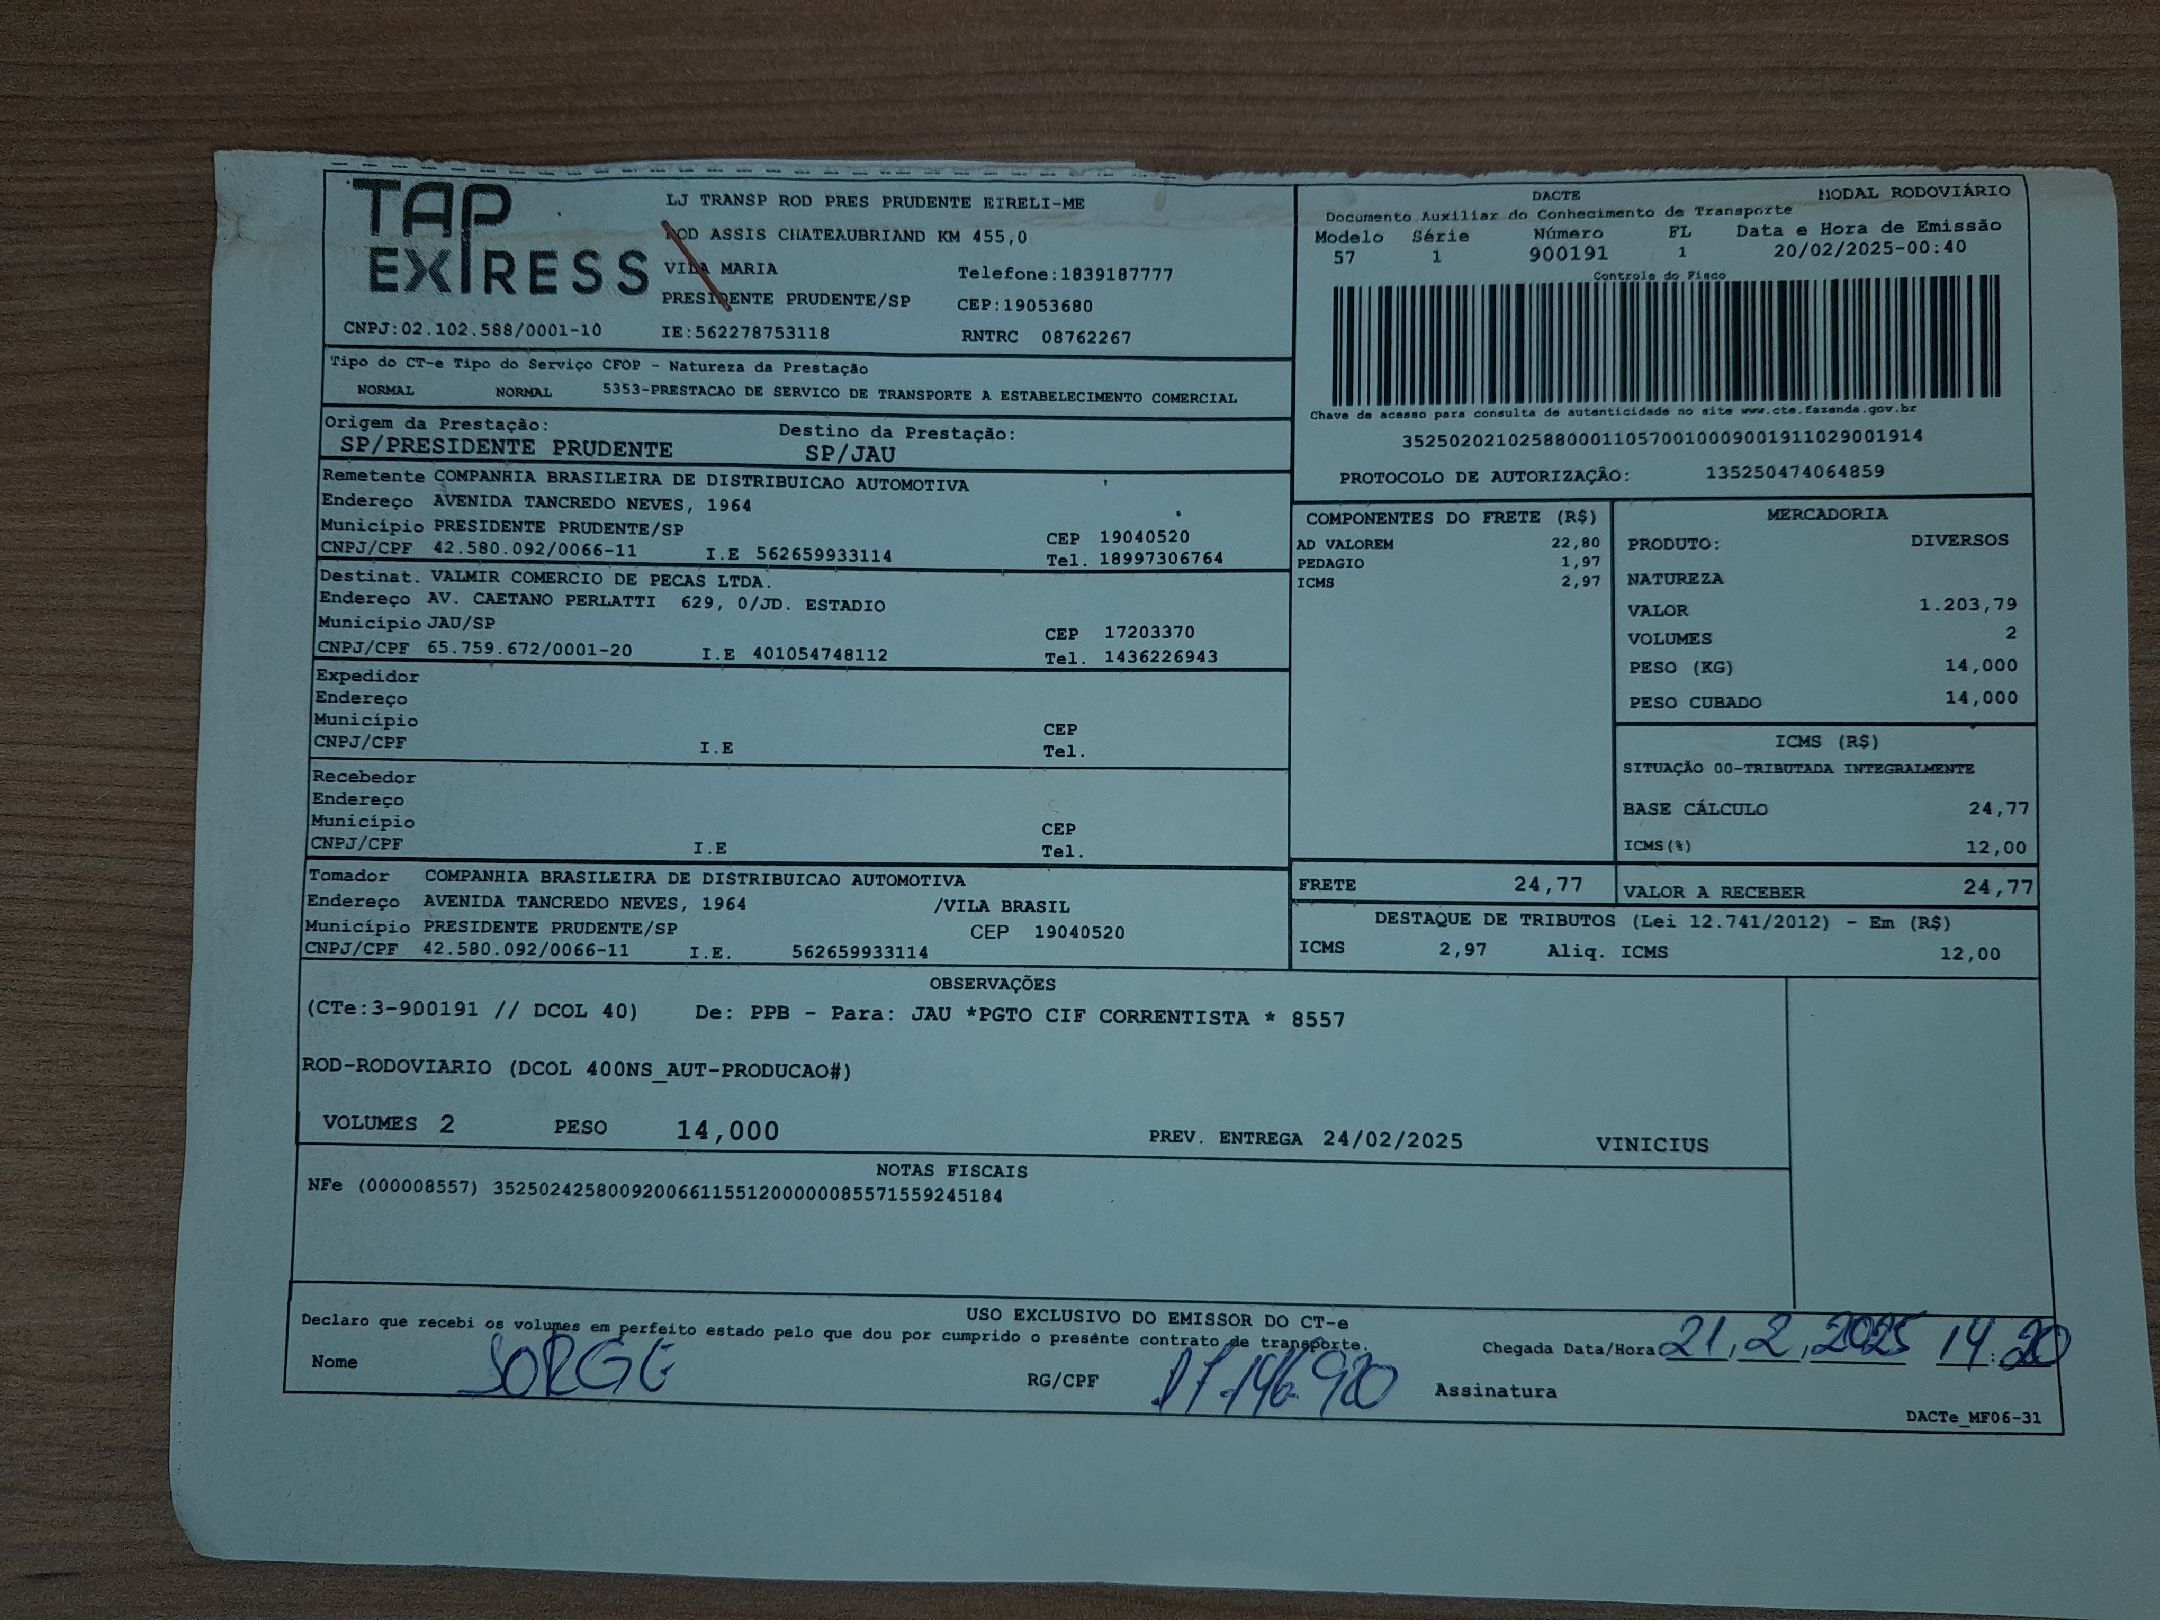 TAP
EXPRESS
LJ TRANSP ROD PRES PRUDENTE EIRELI-ME
ROD ASSIS CHATEAUBRIAND KM 455,0
VILA MARIA Telefone:1839187777
PRESIDENTE PRUDENTE/SP CEP:19053680
CNPJ:02.102.588/0001-10 IE:562278753118 RNTRC 08762267
DACTE MODAL RODOVIÁRIO
Documento Auxiliar do Conhecimento de Transporte
Modelo Série Número FL Data e Hora de Emissão
57 1 900191 1 20/02/2025-00:40
Controle do Fisco
Chave de acesso para consulta de autenticidade no site www.cte.fazenda.gov.br
35250202102588000110570010009001911029001914
PROTOCOLO DE AUTORIZAÇÃO: 135250474064859
Tipo do CT-e Tipo do Serviço CFOP - Natureza da Prestação
NORMAL NORMAL 5353-PRESTACAO DE SERVICO DE TRANSPORTE A ESTABELECIMENTO COMERCIAL
Origem da Prestação: Destino da Prestação:
SP/PRESIDENTE PRUDENTE SP/JAU
Remetente COMPANHIA BRASILEIRA DE DISTRIBUICAO AUTOMOTIVA
Endereço AVENIDA TANCREDO NEVES, 1964
Município PRESIDENTE PRUDENTE/SP CEP 19040520
CNPJ/CPF 42.580.092/0066-11 I.E 562659933114 Tel. 18997306764
Destinat. VALMIR COMERCIO DE PECAS LTDA.
Endereço AV. CAETANO PERLATTI 629, 0/JD. ESTADIO
Município JAU/SP CEP 17203370
CNPJ/CPF 65.759.672/0001-20 I.E 401054748112 Tel. 1436226943
Expedidor
Endereço
Município CEP
CNPJ/CPF I.E Tel.
Recebedor
Endereço
Município CEP
CNPJ/CPF I.E Tel.
Tomador COMPANHIA BRASILEIRA DE DISTRIBUICAO AUTOMOTIVA
Endereço AVENIDA TANCREDO NEVES, 1964 /VILA BRASIL
Município PRESIDENTE PRUDENTE/SP CEP 19040520
CNPJ/CPF 42.580.092/0066-11 I.E. 562659933114
COMPONENTES DO FRETE (R$)
AD VALOREM 22,80
PEDAGIO 1,97
ICMS 2,97
MERCADORIA
PRODUTO: DIVERSOS
NATUREZA
VALOR 1.203,79
VOLUMES 2
PESO (KG) 14,000
PESO CUBADO 14,000
ICMS (R$)
SITUAÇÃO 00-TRIBUTADA INTEGRALMENTE
BASE CÁLCULO 24,77
ICMS(%) 12,00
FRETE 24,77 VALOR A RECEBER 24,77
DESTAQUE DE TRIBUTOS (Lei 12.741/2012) - Em (R$)
ICMS 2,97 Aliq. ICMS 12,00
OBSERVAÇÕES
(CTe:3-900191 // DCOL 40) De: PPB - Para: JAU *PGTO CIF CORRENTISTA * 8557
ROD-RODOVIARIO (DCOL 400NS_AUT-PRODUCAO#)
VOLUMES 2 PESO 14,000 PREV. ENTREGA 24/02/2025 VINICIUS
NOTAS FISCAIS
NFe (000008557) 35250242580092006611551200000085571559245184
USO EXCLUSIVO DO EMISSOR DO CT-e
Declaro que recebi os volumes em perfeito estado pelo que dou por cumprido o presente contrato de transporte.
Chegada Data/Hora 21,2,2025 14:20
Nome JORGE RG/CPF Assinatura
DACTe_MF06-31